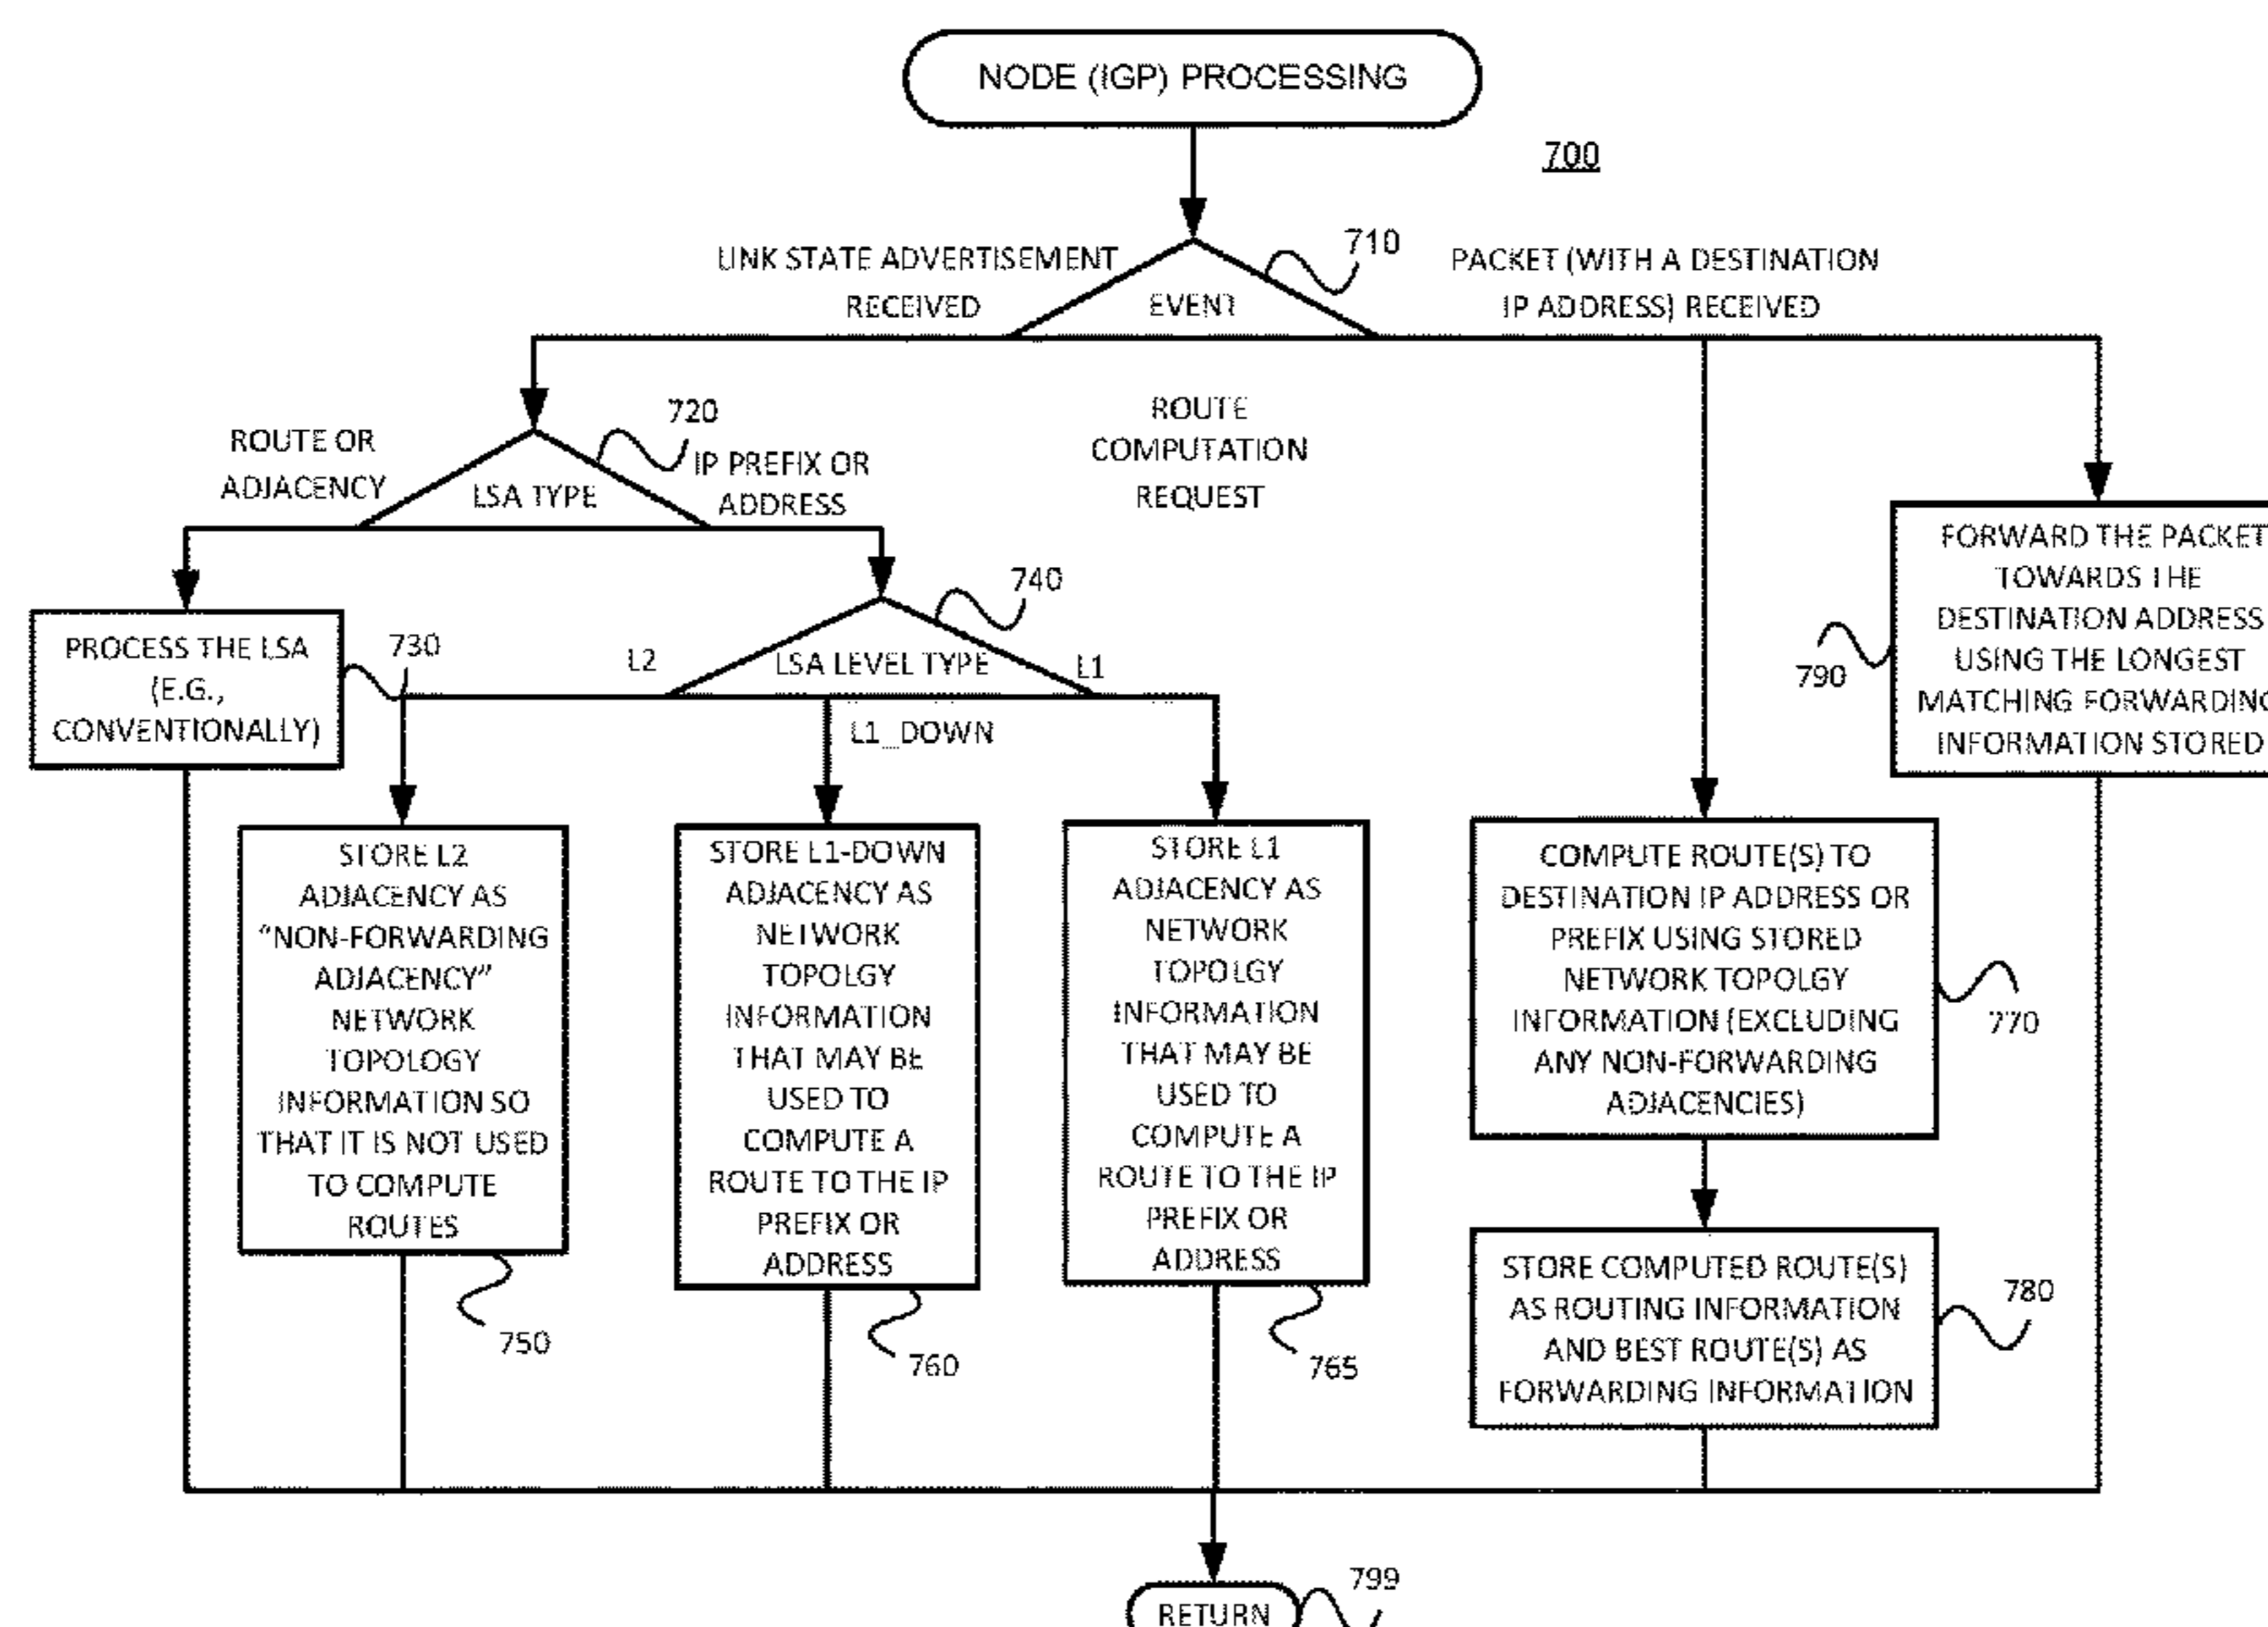 NODE (IGP) PROCESSING
700
710
LINK STATE ADVERTISEMENT
RECEIVED
EVENT
PACKET (WITH A DESTINATION
IP ADDRESS) RECEIVED
720
ROUTE OR
ADJACENCY
LSA TYPE
IP PREFIX OR
ADDRESS
ROUTE
COMPUTATION
REQUEST
740
L2
LSA LEVEL TYPE
L1
L1_DOWN
PROCESS THE LSA
(E.G.,
CONVENTIONALLY)
730
FORWARD THE PACKET
TOWARDS THE
DESTINATION ADDRESS
USING THE LONGEST
MATCHING FORWARDING
INFORMATION STORED
790
STORE L2
ADJACENCY AS
“NON-FORWARDING
ADJACENCY”
NETWORK
TOPOLOGY
INFORMATION SO
THAT IT IS NOT USED
TO COMPUTE
ROUTES
750
STORE L1-DOWN
ADJACENCY AS
NETWORK
TOPOLGY
INFORMATION
THAT MAY BE
USED TO
COMPUTE A
ROUTE TO THE IP
PREFIX OR
ADDRESS
760
STORE L1
ADJACENCY AS
NETWORK
TOPOLGY
INFORMATION
THAT MAY BE
USED TO
COMPUTE A
ROUTE TO THE IP
PREFIX OR
ADDRESS
765
COMPUTE ROUTE(S) TO
DESTINATION IP ADDRESS OR
PREFIX USING STORED
NETWORK TOPOLGY
INFORMATION (EXCLUDING
ANY NON-FORWARDING
ADJACENCIES)
770
STORE COMPUTED ROUTE(S)
AS ROUTING INFORMATION
AND BEST ROUTE(S) AS
FORWARDING INFORMATION
780
RETURN
799